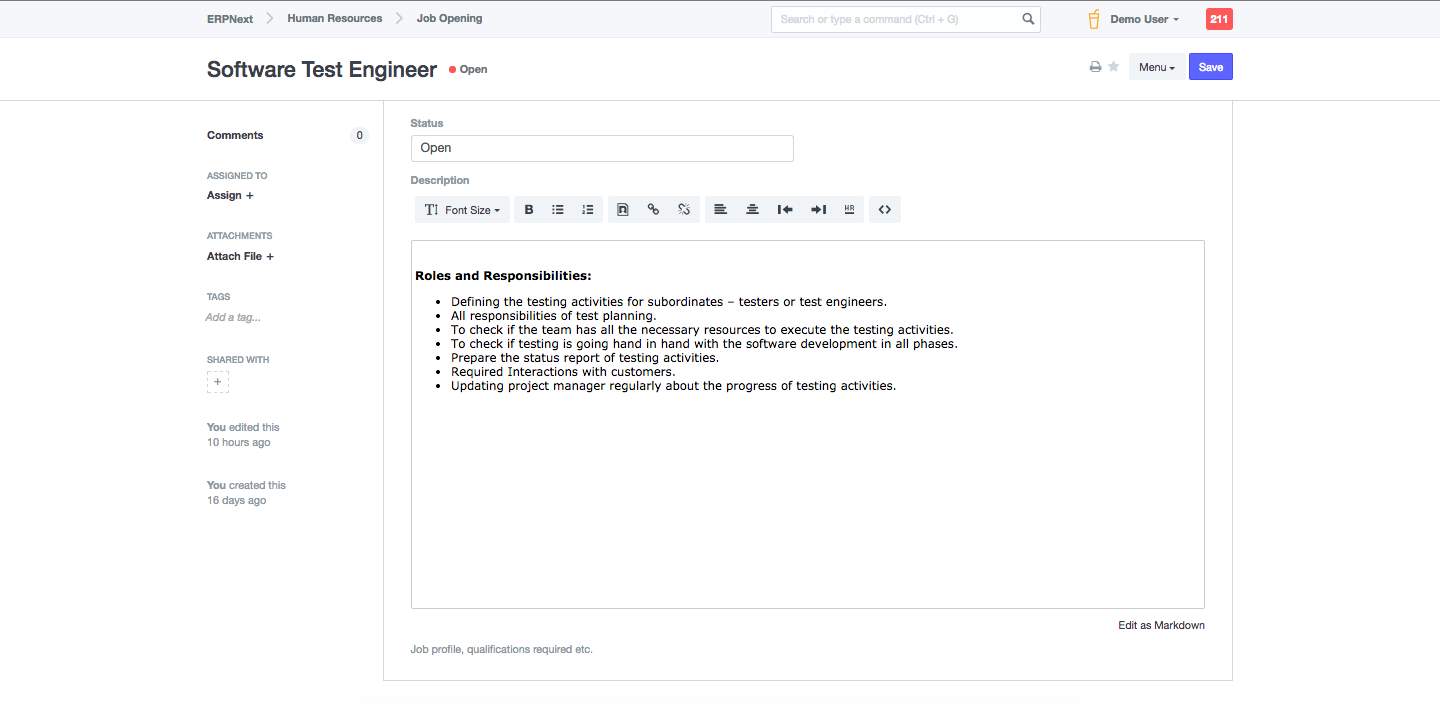 ERPNext Human Resources Job Opening Search or type a command (Ctrl + G) Demo User 211
Software Test Engineer Open Menu Save
Comments 0
ASSIGNED TO
Assign +
ATTACHMENTS
Attach File +
TAGS
Add a tag...
SHARED WITH
+
You edited this
10 hours ago
You created this
16 days ago
Status
Open
Description
Font Size B HR <>
Roles and Responsibilities:
• Defining the testing activities for subordinates – testers or test engineers.
• All responsibilities of test planning.
• To check if the team has all the necessary resources to execute the testing activities.
• To check if testing is going hand in hand with the software development in all phases.
• Prepare the status report of testing activities.
• Required Interactions with customers.
• Updating project manager regularly about the progress of testing activities.
Edit as Markdown
Job profile, qualifications required etc.